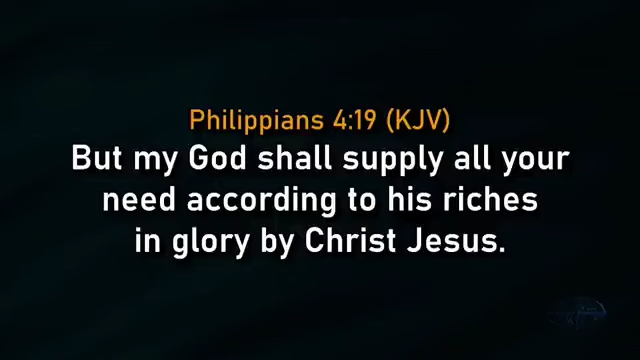 Philippians 4:19 (KJV)
But my God shall supply all your
need according to his riches
in glory by Christ Jesus.